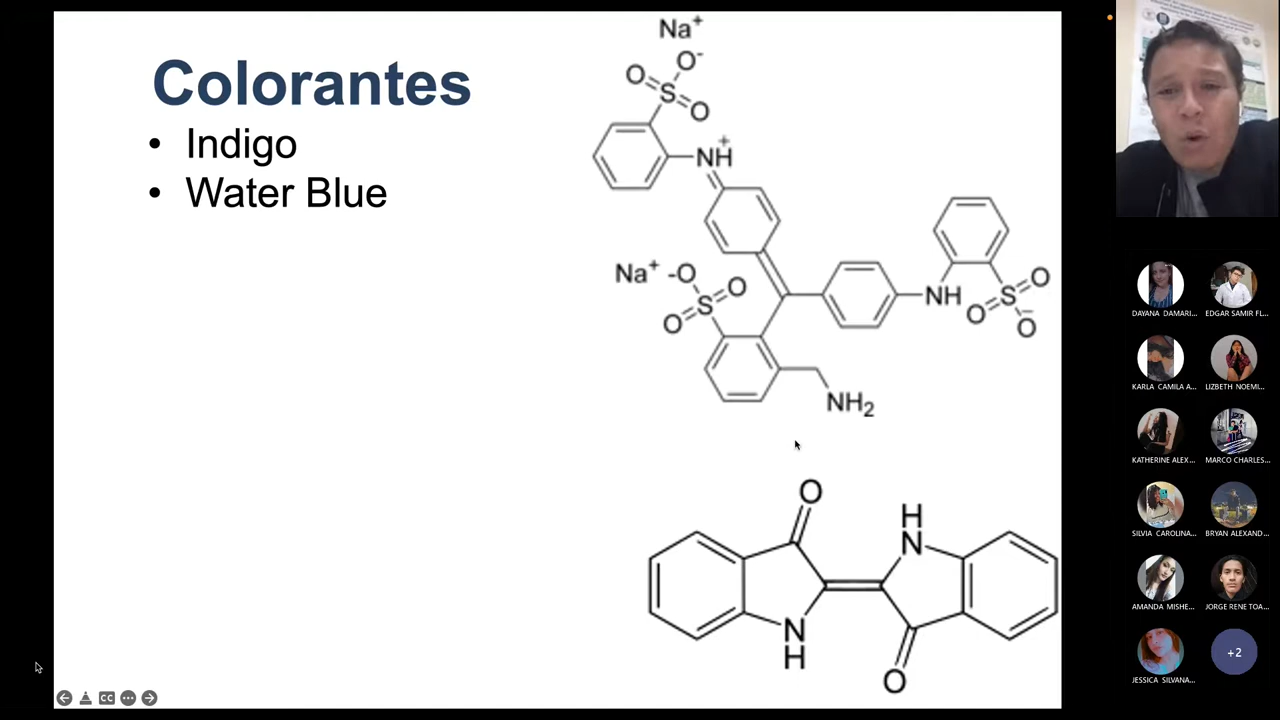 Colorantes
• Indigo
• Water Blue
Na+
O-
O
S
O
NH+
Na+ -O
O
S
O
NH
O
S
O
O-
NH2
O
H
N
N
H
O
CC
DAYANA DAMARI...
EDGAR SAMIR FL...
KARLA CAMILA A...
LIZBETH NOEMI...
KATHERINE ALEX...
MARCO CHARLES...
SILVIA CAROLINA...
BRYAN ALEXAND...
AMANDA MISHE...
JORGE RENE TOA...
JESSICA SILVANA...
+2